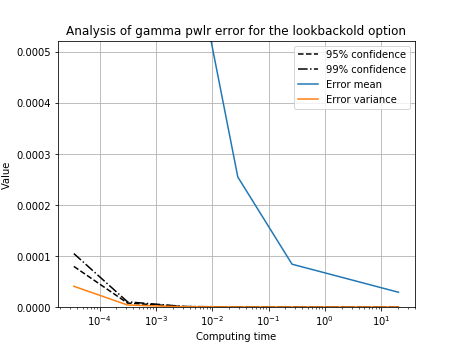 Analysis of gamma pwlr error for the lookbackold option
95% confidence
99% confidence
Error mean
Error variance
Value
0.0005
0.0004
0.0003
0.0002
0.0001
0.0000
10⁻⁴ 10⁻³ 10⁻² 10⁻¹ 10⁰ 10¹
Computing time